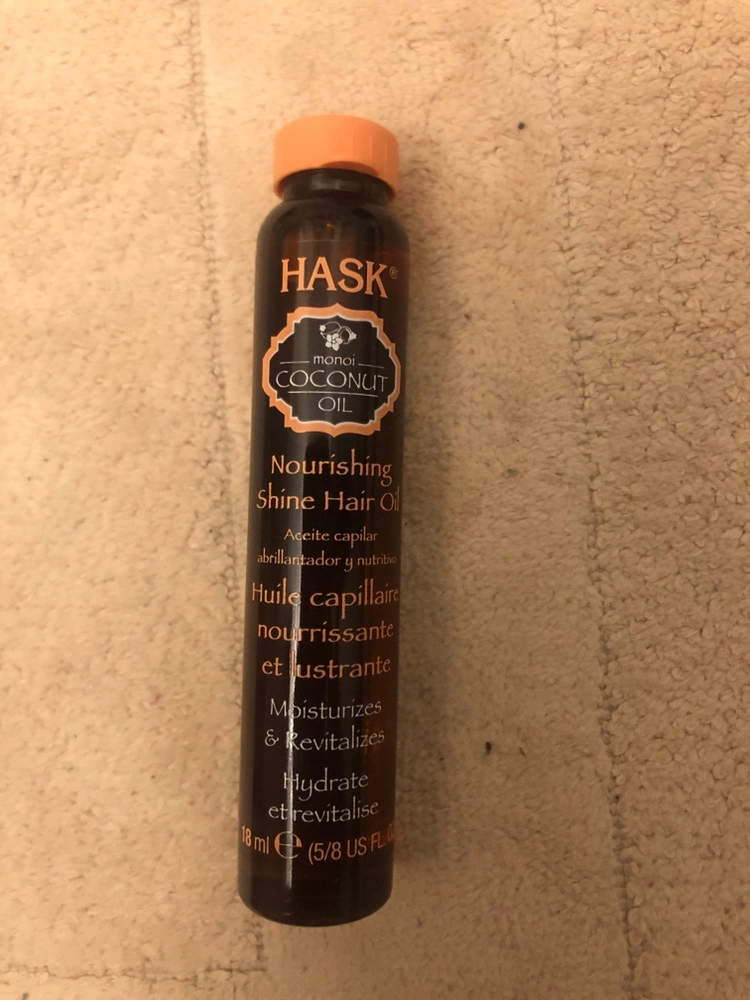 HASK®
monoi
COCONUT
OIL
Nourishing
Shine Hair Oil
Aceite capilar
abrillantador y nutritivo
Huile capillaire
nourrissante
et lustrante
Moisturizes
& Revitalizes
Hydrate
et revitalise
18 ml ℮ (5/8 US FL.